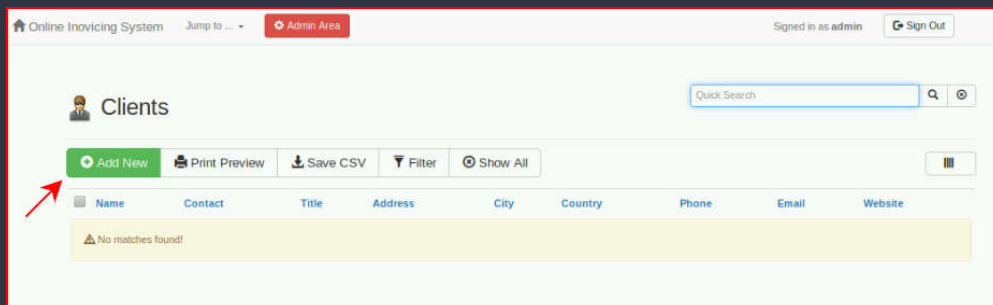 Online Inovicing System Jump to ... Admin Area Signed in as admin Sign Out
Clients Quick Search
Add New Print Preview Save CSV Filter Show All
Name Contact Title Address City Country Phone Email Website
No matches found!